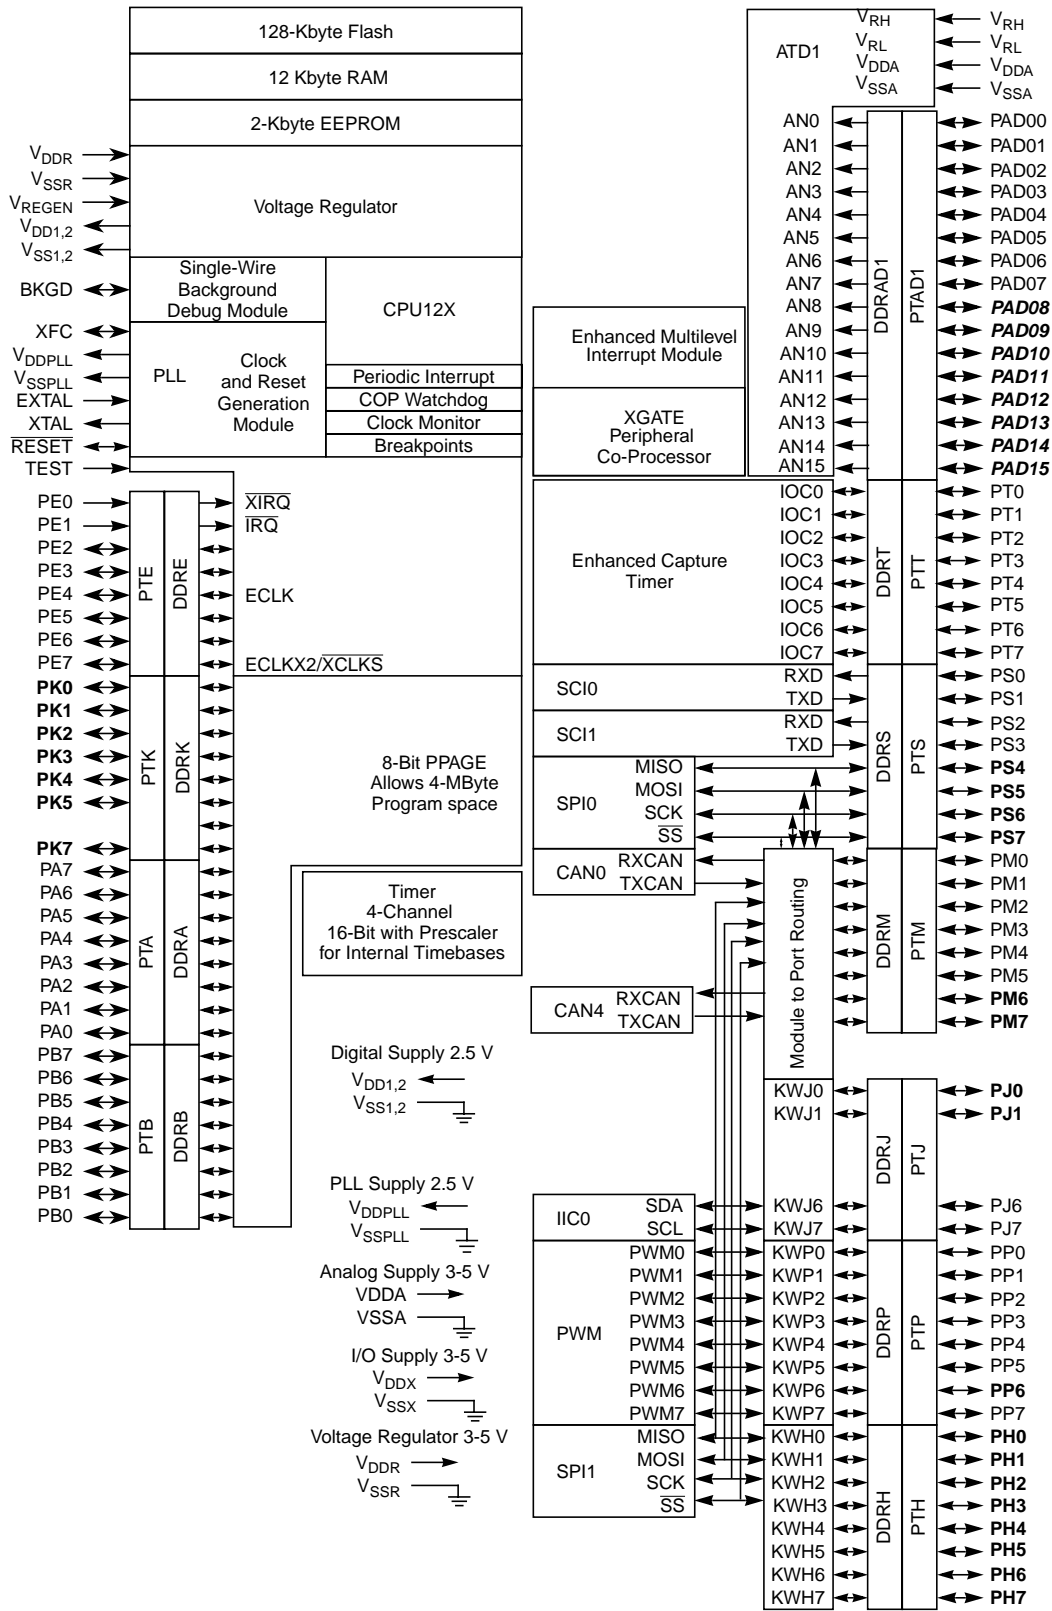 128-Kbyte Flash
12 Kbyte RAM
2-Kbyte EEPROM
VDDR
VSSR
VREGEN
VDD1,2
VSS1,2
Voltage Regulator
BKGD
Single-Wire
Background
Debug Module
CPU12X
XFC
VDDPLL
VSSPLL
EXTAL
XTAL
RESET
TEST
PLL
Clock
and Reset
Generation
Module
Periodic Interrupt
COP Watchdog
Clock Monitor
Breakpoints
PE0
PE1
PE2
PE3
PE4
PE5
PE6
PE7
PTE
DDRE
XIRQ
IRQ
ECLK
ECLKX2/XCLKS
PK0
PK1
PK2
PK3
PK4
PK5
PK7
PTK
DDRK
8-Bit PPAGE
Allows 4-MByte
Program space
PA7
PA6
PA5
PA4
PA3
PA2
PA1
PA0
PTA
DDRA
Timer
4-Channel
16-Bit with Prescaler
for Internal Timebases
PB7
PB6
PB5
PB4
PB3
PB2
PB1
PB0
PTB
DDRB
Digital Supply 2.5 V
VDD1,2
VSS1,2
PLL Supply 2.5 V
VDDPLL
VSSPLL
Analog Supply 3-5 V
VDDA
VSSA
I/O Supply 3-5 V
VDDX
VSSX
Voltage Regulator 3-5 V
VDDR
VSSR
Enhanced Multilevel
Interrupt Module
XGATE
Peripheral
Co-Processor
ATD1
VRH
VRL
VDDA
VSSA
VRH
VRL
VDDA
VSSA
AN0
AN1
AN2
AN3
AN4
AN5
AN6
AN7
AN8
AN9
AN10
AN11
AN12
AN13
AN14
AN15
DDRAD1
PTAD1
PAD00
PAD01
PAD02
PAD03
PAD04
PAD05
PAD06
PAD07
PAD08
PAD09
PAD10
PAD11
PAD12
PAD13
PAD14
PAD15
Enhanced Capture
Timer
IOC0
IOC1
IOC2
IOC3
IOC4
IOC5
IOC6
IOC7
DDRT
PTT
PT0
PT1
PT2
PT3
PT4
PT5
PT6
PT7
SCI0
RXD
TXD
SCI1
RXD
TXD
SPI0
MISO
MOSI
SCK
SS
DDRS
PTS
PS0
PS1
PS2
PS3
PS4
PS5
PS6
PS7
CAN0
RXCAN
TXCAN
CAN4
RXCAN
TXCAN
Module to Port Routing
DDRM
PTM
PM0
PM1
PM2
PM3
PM4
PM5
PM6
PM7
KWJ0
KWJ1
KWJ6
KWJ7
DDRJ
PTJ
PJ0
PJ1
PJ6
PJ7
IIC0
SDA
SCL
PWM
PWM0
PWM1
PWM2
PWM3
PWM4
PWM5
PWM6
PWM7
KWP0
KWP1
KWP2
KWP3
KWP4
KWP5
KWP6
KWP7
DDRP
PTP
PP0
PP1
PP2
PP3
PP4
PP5
PP6
PP7
SPI1
MISO
MOSI
SCK
SS
KWH0
KWH1
KWH2
KWH3
KWH4
KWH5
KWH6
KWH7
DDRH
PTH
PH0
PH1
PH2
PH3
PH4
PH5
PH6
PH7